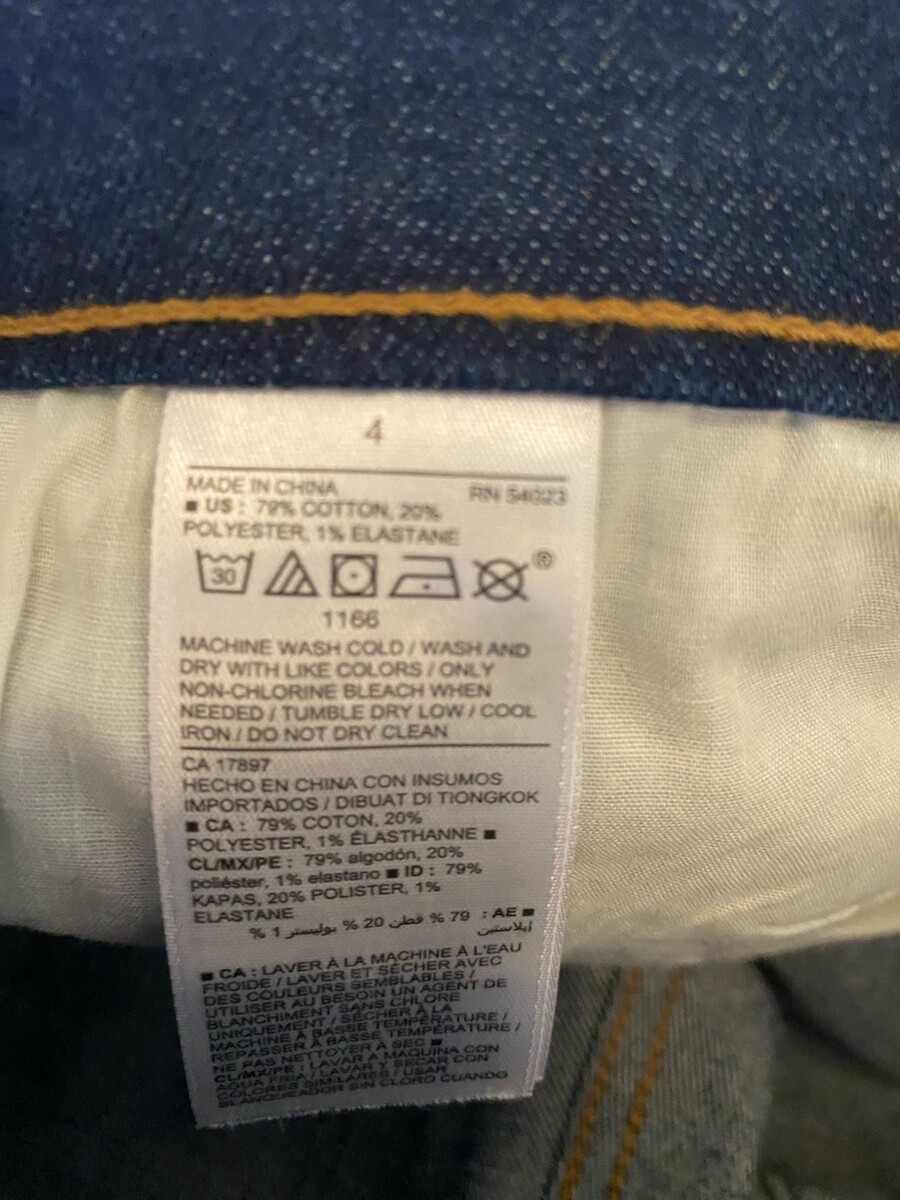 4
MADE IN CHINA RN 54023
■ US : 79% COTTON, 20%
POLYESTER, 1% ELASTANE
30 ®
1166
MACHINE WASH COLD / WASH AND
DRY WITH LIKE COLORS / ONLY
NON-CHLORINE BLEACH WHEN
NEEDED / TUMBLE DRY LOW / COOL
IRON / DO NOT DRY CLEAN
CA 17897
HECHO EN CHINA CON INSUMOS
IMPORTADOS / DIBUAT DI TIONGKOK
■ CA : 79% COTON, 20%
POLYESTER, 1% ÉLASTHANNE ■
CL/MX/PE : 79% algodón, 20%
poliéster, 1% elastano ■ ID : 79%
KAPAS, 20% POLISTER, 1%
ELASTANE
■ AE : 79 % قطن 20 % بوليستر 1 %
إيلاستين
■ CA : LAVER À LA MACHINE À L'EAU
FROIDE / LAVER ET SÉCHER AVEC
DES COULEURS SEMBLABLES /
UTILISER AU BESOIN UN AGENT DE
BLANCHIMENT SANS CHLORE
UNIQUEMENT / SÉCHER À LA
MACHINE À BASSE TEMPÉRATURE /
REPASSER À BASSE TEMPÉRATURE /
NE PAS NETTOYER À SEC ■
CL/MX/PE : LAVAR A MAQUINA CON
AGUA FRIA / LAVAR Y SECAR CON
COLORES SIMILARES / USAR
BLANQUEADOR SIN CLORO CUANDO